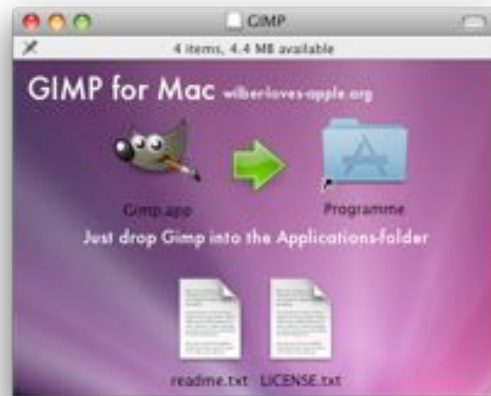 GIMP
4 items, 4.4 MB available
GIMP for Mac wilber-loves-apple.org
Gimp.app Programme
Just drop Gimp into the Applications-folder
readme.txt LICENSE.txt